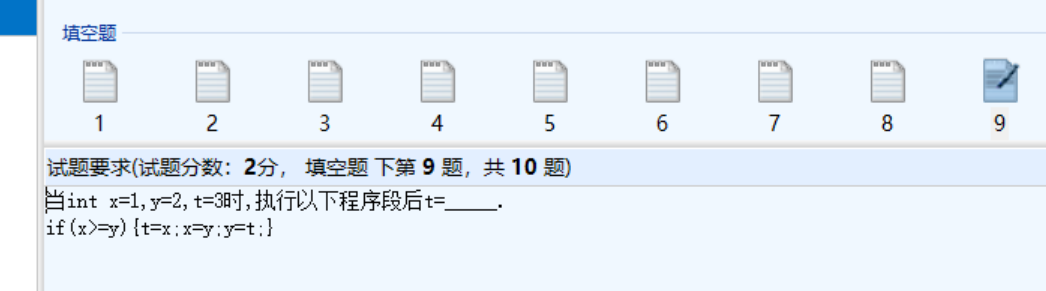 填空题
1 2 3 4 5 6 7 8 9
试题要求(试题分数：2分， 填空题 下第 9 题，共 10 题)
当int x=1,y=2,t=3时,执行以下程序段后t=_____.
if(x>=y){t=x;x=y;y=t;}